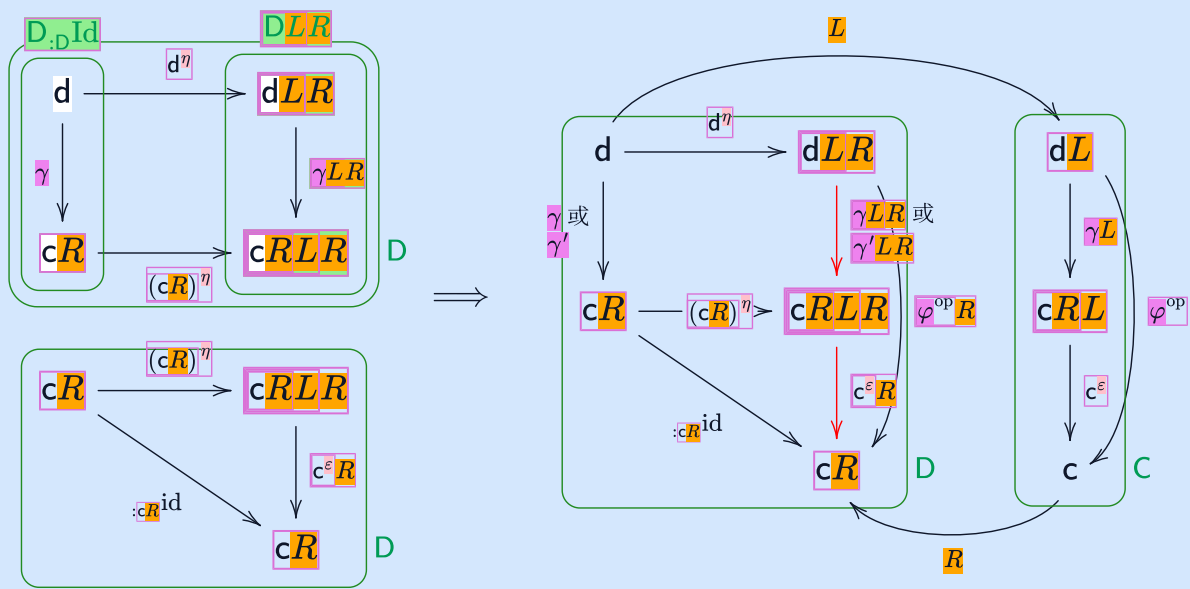 D:DId
DLR
dη
d
dLR
γ
γLR
cR
cRLR
D
(cR)η
(cR)η
cR
cRLR
cεR
:cRid
cR
D
⟹
L
dη
d
dLR
dL
γ 或
γ′
γLR 或
γ′LR
γL
cR
(cR)η
cRLR
φopR
cRL
φop
cεR
cε
:cRid
cR
D
c
C
R